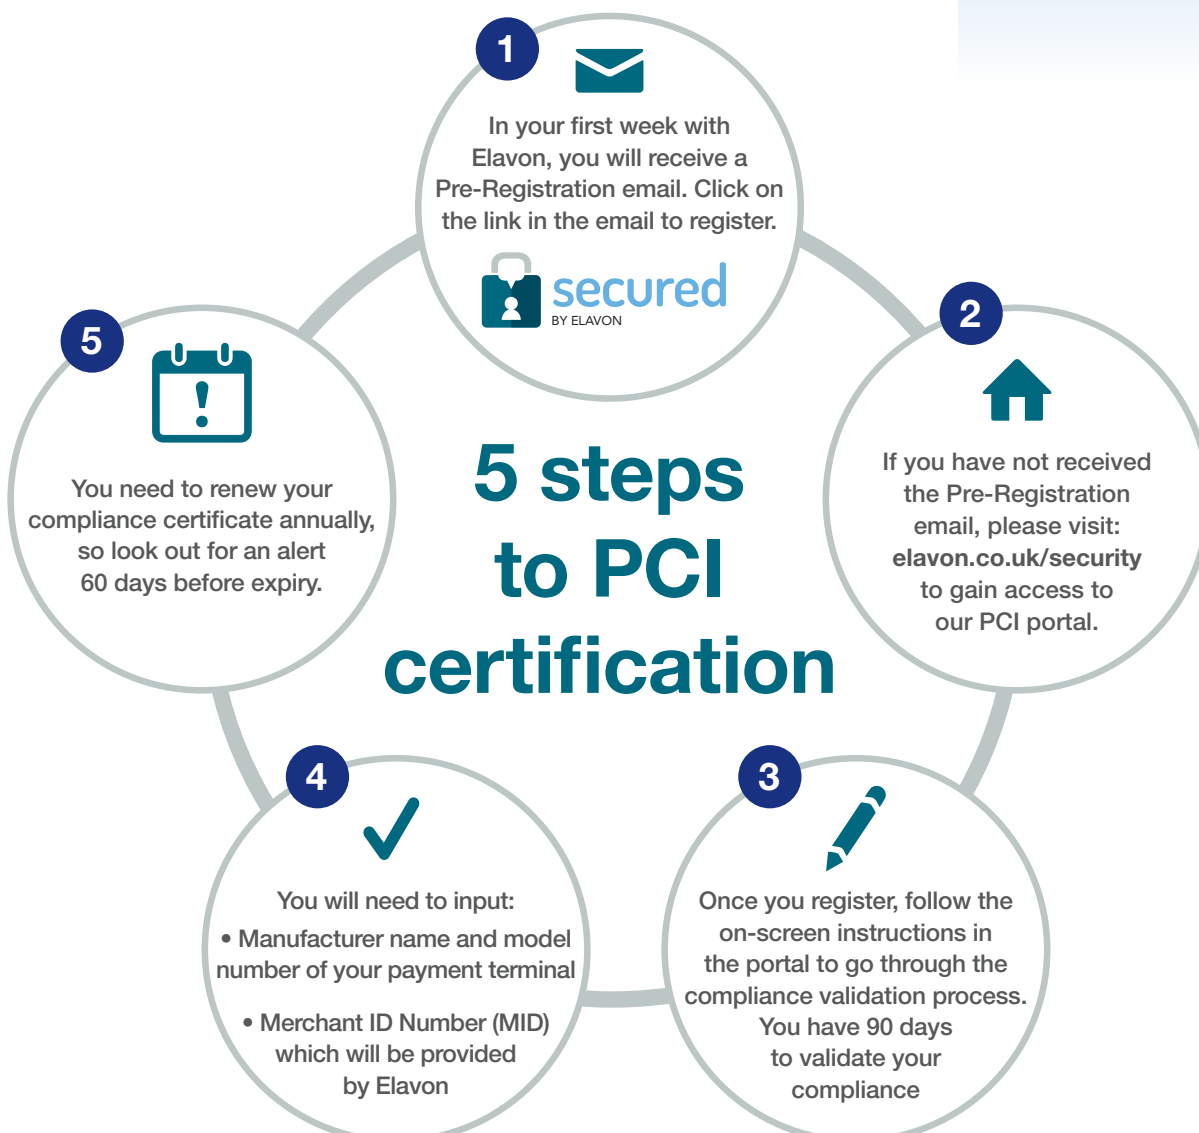 5 steps
to PCI
certification
1
In your first week with
Elavon, you will receive a
Pre-Registration email. Click on
the link in the email to register.
secured
BY ELAVON
2
If you have not received
the Pre-Registration
email, please visit:
elavon.co.uk/security
to gain access to
our PCI portal.
3
Once you register, follow the
on-screen instructions in
the portal to go through the
compliance validation process.
You have 90 days
to validate your
compliance
4
You will need to input:
• Manufacturer name and model
number of your payment terminal
• Merchant ID Number (MID)
which will be provided
by Elavon
5
You need to renew your
compliance certificate annually,
so look out for an alert
60 days before expiry.